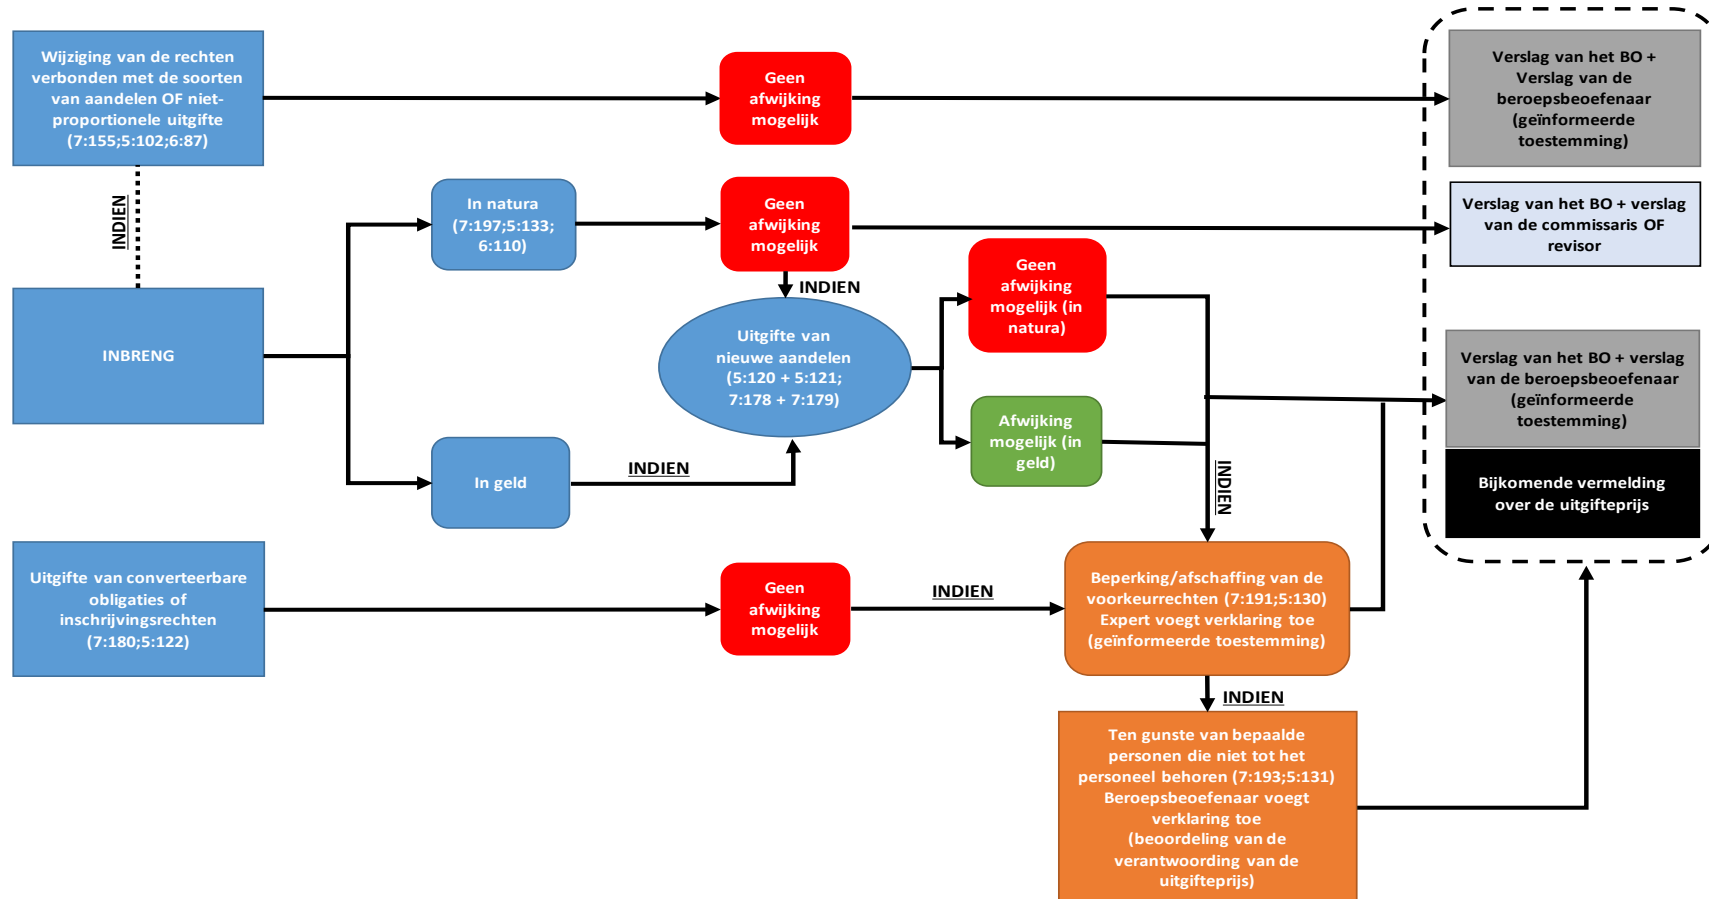 Wijziging van de rechten
verbonden met de soorten
van aandelen OF niet-
proportionele uitgifte
(7:155;5:102;6:87)
Geen
afwijking
mogelijk
Verslag van het BO +
Verslag van de
beroepsbeoefenaar
(geïnformeerde
toestemming)
INDIEN
In natura
(7:197;5:133;
6:110)
Geen
afwijking
mogelijk
Verslag van het BO + verslag
van de commissaris OF
revisor
INDIEN
INBRENG
Uitgifte van
nieuwe aandelen
(5:120 + 5:121;
7:178 + 7:179)
Geen
afwijking
mogelijk (in
natura)
Afwijking
mogelijk (in
geld)
Verslag van het BO + verslag
van de beroepsbeoefenaar
(geïnformeerde
toestemming)
Bijkomende vermelding
over de uitgifteprijs
In geld
INDIEN
INDIEN
Uitgifte van converteerbare
obligaties of
inschrijvingsrechten
(7:180;5:122)
Geen
afwijking
mogelijk
INDIEN
Beperking/afschaffing van de
voorkeurrechten (7:191;5:130)
Expert voegt verklaring toe
(geïnformeerde toestemming)
INDIEN
Ten gunste van bepaalde
personen die niet tot het
personeel behoren (7:193;5:131)
Beroepsbeoefenaar voegt
verklaring toe
(beoordeling van de
verantwoording van de
uitgifteprijs)